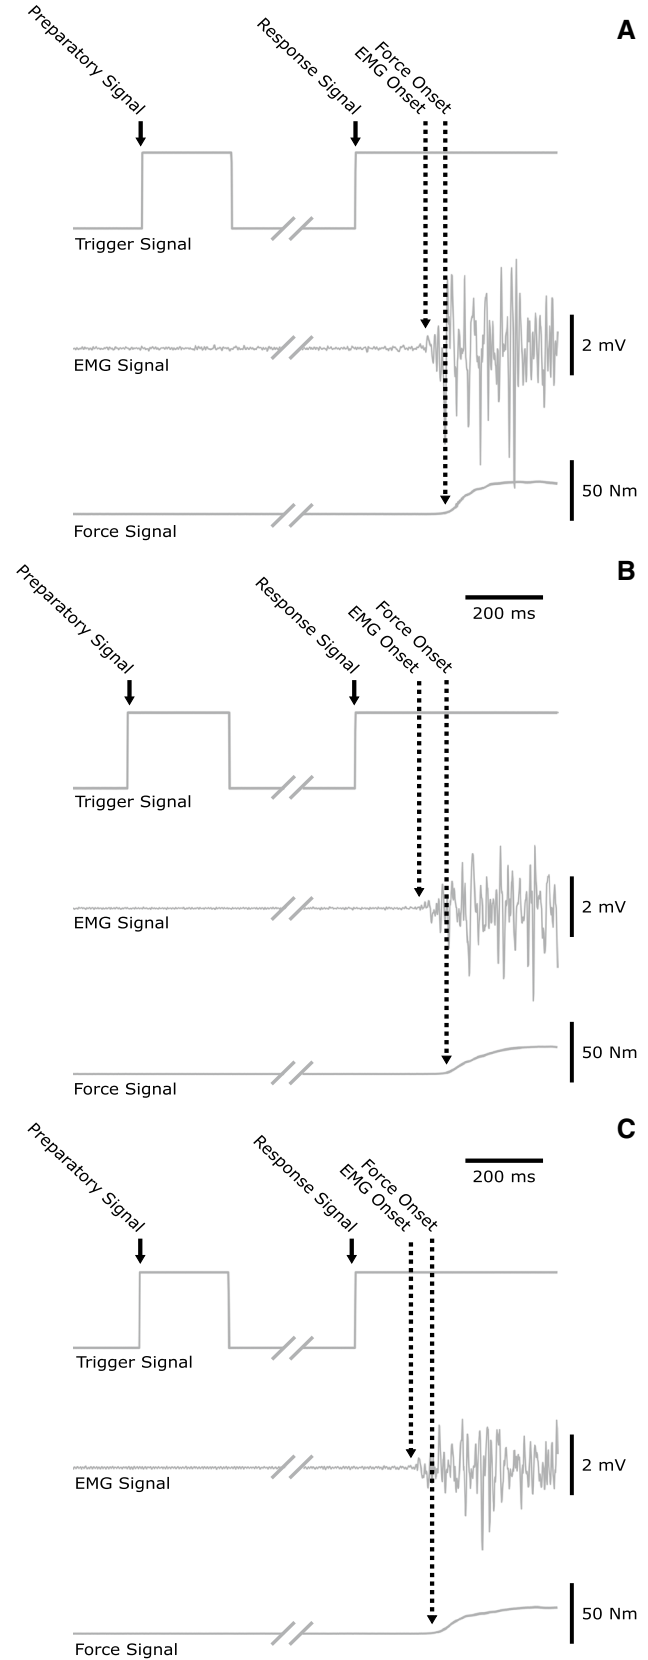 A
Preparatory Signal
Response Signal
Force Onset
EMG Onset
Trigger Signal
2 mV
EMG Signal
50 Nm
Force Signal
B
200 ms
Preparatory Signal
Response Signal
Force Onset
EMG Onset
Trigger Signal
2 mV
EMG Signal
50 Nm
Force Signal
C
200 ms
Preparatory Signal
Response Signal
Force Onset
EMG Onset
Trigger Signal
2 mV
EMG Signal
50 Nm
Force Signal